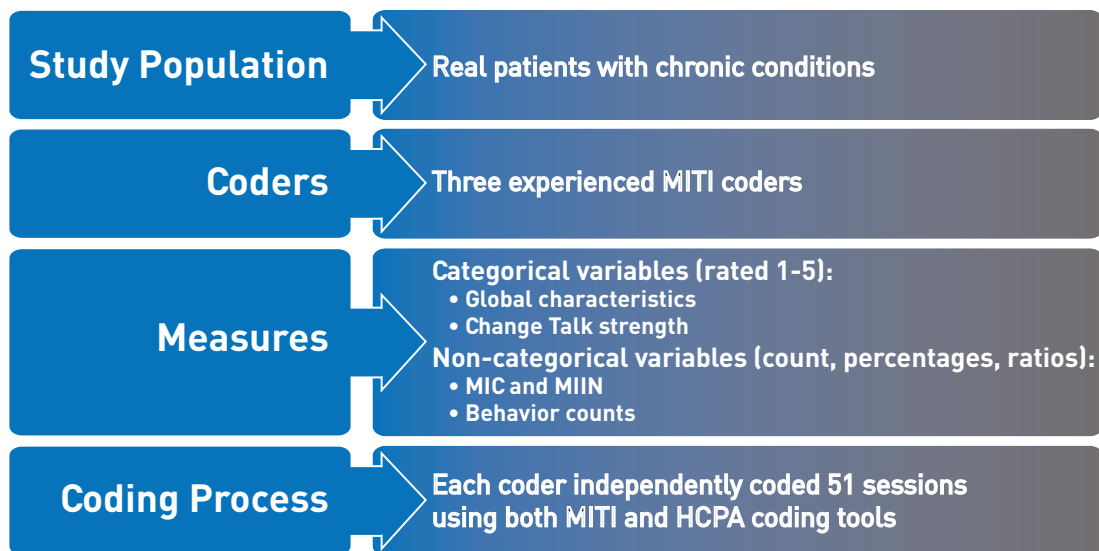 Study Population
Real patients with chronic conditions
Coders
Three experienced MITI coders
Measures
Categorical variables (rated 1-5):
• Global characteristics
• Change Talk strength
Non-categorical variables (count, percentages, ratios):
• MIC and MIIN
• Behavior counts
Coding Process
Each coder independently coded 51 sessions
using both MITI and HCPA coding tools